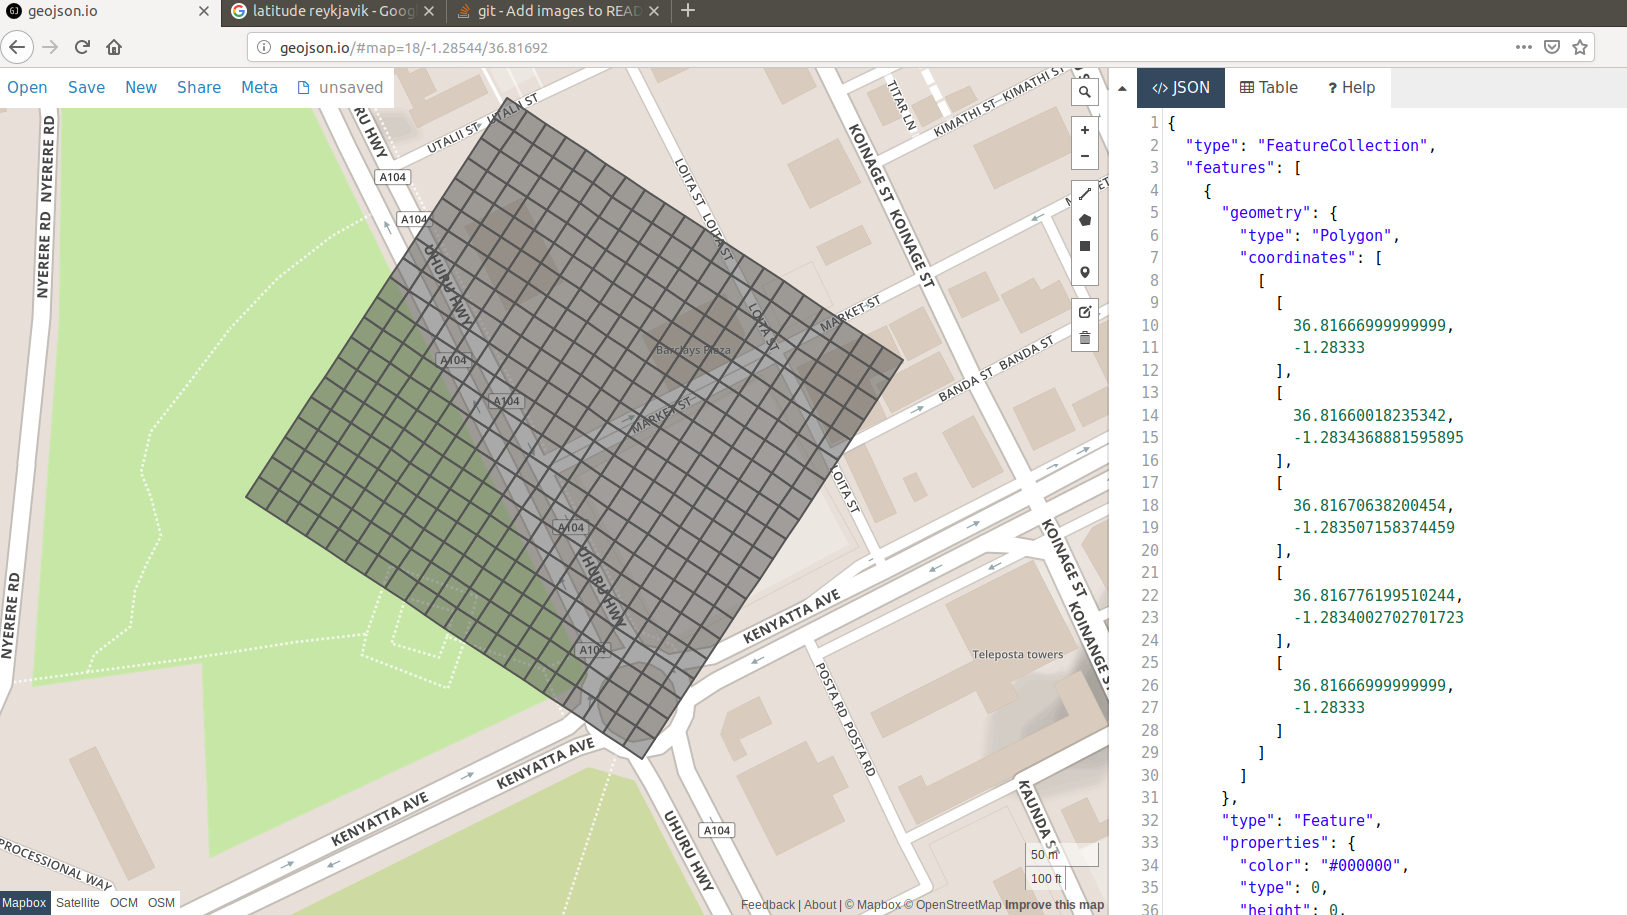 geojson.io
latitude reykjavik - Goog
git - Add images to READ
geojson.io/#map=18/-1.28544/36.81692
Open Save New Share Meta unsaved
JSON Table Help
UTALII ST UTALII ST
A104
A104
NYERERE RD NYERERE RD
NYERERE RD
UHURU HWY
LOITA ST LOITA ST
TITAR LN
KIMATHI ST KIMATHI ST
KOINAGE ST KOINAGE ST
MARKET ST
LOITA ST
Barclays Plaza
A104
A104
MARKET ST
BANDA ST BANDA ST
LOITA ST
A104
UHURU HWY
A104
KENYATTA AVE
KOINAGE ST KOINANGE S
Teleposta towers
POSTA RD POSTA RD
KENYATTA AVE
KENYATTA AVE
NYERERE RD
UHURU HWY
A104
KAUNDA S
PROCESSIONAL WAY
50 m
100 ft
Mapbox Satellite OCM OSM
Feedback | About | © Mapbox © OpenStreetMap Improve this map
1 {
2 "type": "FeatureCollection",
3 "features": [
4 {
5 "geometry": {
6 "type": "Polygon",
7 "coordinates": [
8 [
9 [
10 36.81666999999999,
11 -1.28333
12 ],
13 [
14 36.81660018235342,
15 -1.2834368881595895
16 ],
17 [
18 36.81670638200454,
19 -1.283507158374459
20 ],
21 [
22 36.816776199510244,
23 -1.2834002702701723
24 ],
25 [
26 36.81666999999999,
27 -1.28333
28 ]
29 ]
30 ]
31 },
32 "type": "Feature",
33 "properties": {
34 "color": "#000000",
35 "type": 0,
36 "height": 0,